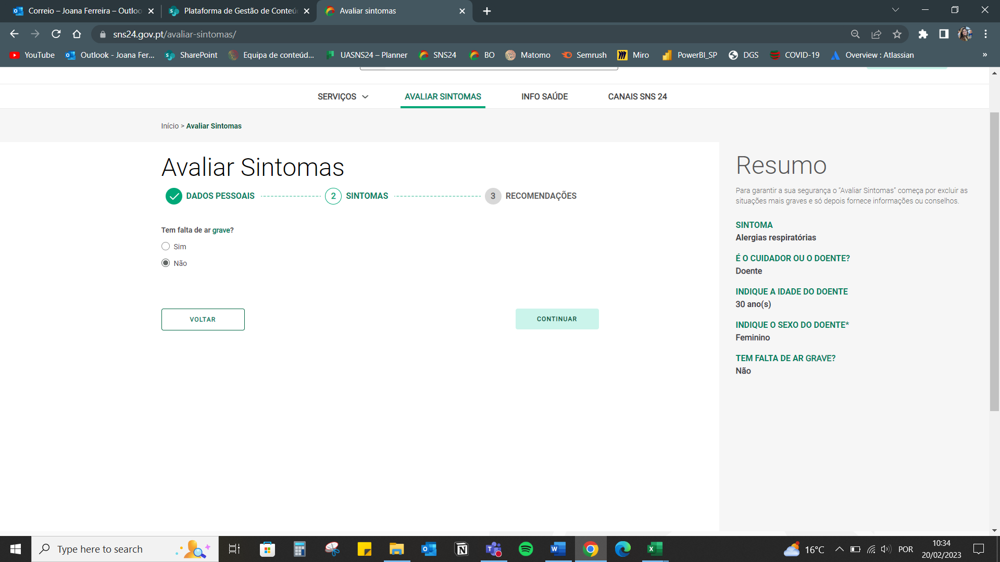 Correio – Joana Ferreira – Outloo
Plataforma de Gestão de Conteú
Avaliar sintomas
sns24.gov.pt/avaliar-sintomas/
YouTube
Outlook - Joana Fer...
SharePoint
Equipa de conteúd...
UASNS24 – Planner
SNS24
BO
Matomo
Semrush
Miro
PowerBI_SP
DGS
COVID-19
Overview : Atlassian
»
SERVIÇOS
AVALIAR SINTOMAS
INFO SAÚDE
CANAIS SNS 24
Início > Avaliar Sintomas
Avaliar Sintomas
DADOS PESSOAIS
2 SINTOMAS
3 RECOMENDAÇÕES
Tem falta de ar grave?
Sim
Não
VOLTAR
CONTINUAR
Resumo
Para garantir a sua segurança o “Avaliar Sintomas” começa por excluir as
situações mais graves e só depois fornece informações ou conselhos.
SINTOMA
Alergias respiratórias
É O CUIDADOR OU O DOENTE?
Doente
INDIQUE A IDADE DO DOENTE
30 ano(s)
INDIQUE O SEXO DO DOENTE*
Feminino
TEM FALTA DE AR GRAVE?
Não
Type here to search
16°C
POR
10:34
20/02/2023